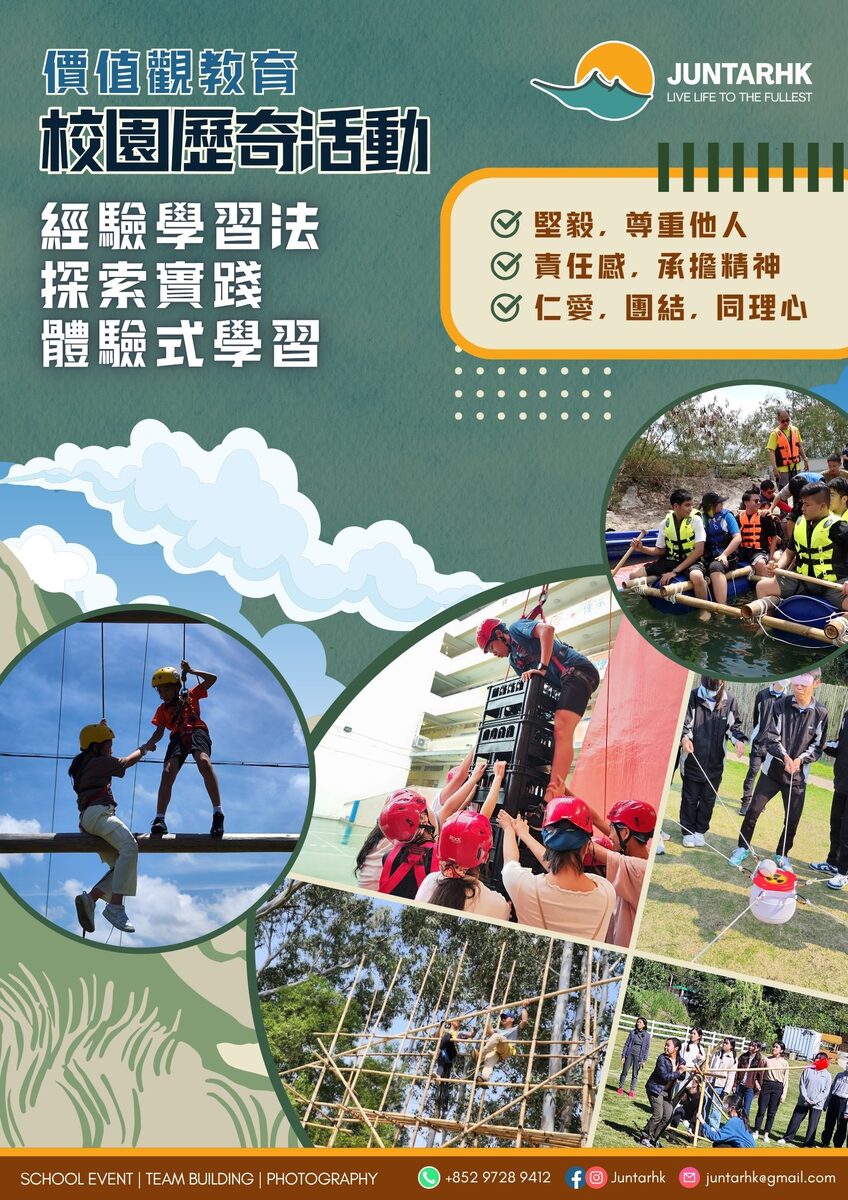 價值觀教育
校園歷奇活動
經驗學習法
探索實踐
體驗式學習
JUNTARHK
LIVE LIFE TO THE FULLEST
堅毅, 尊重他人
責任感, 承擔精神
仁愛, 團結, 同理心
SCHOOL EVENT | TEAM BUILDING | PHOTOGRAPHY
+852 9728 9412
Juntarhk
juntarhk@gmail.com